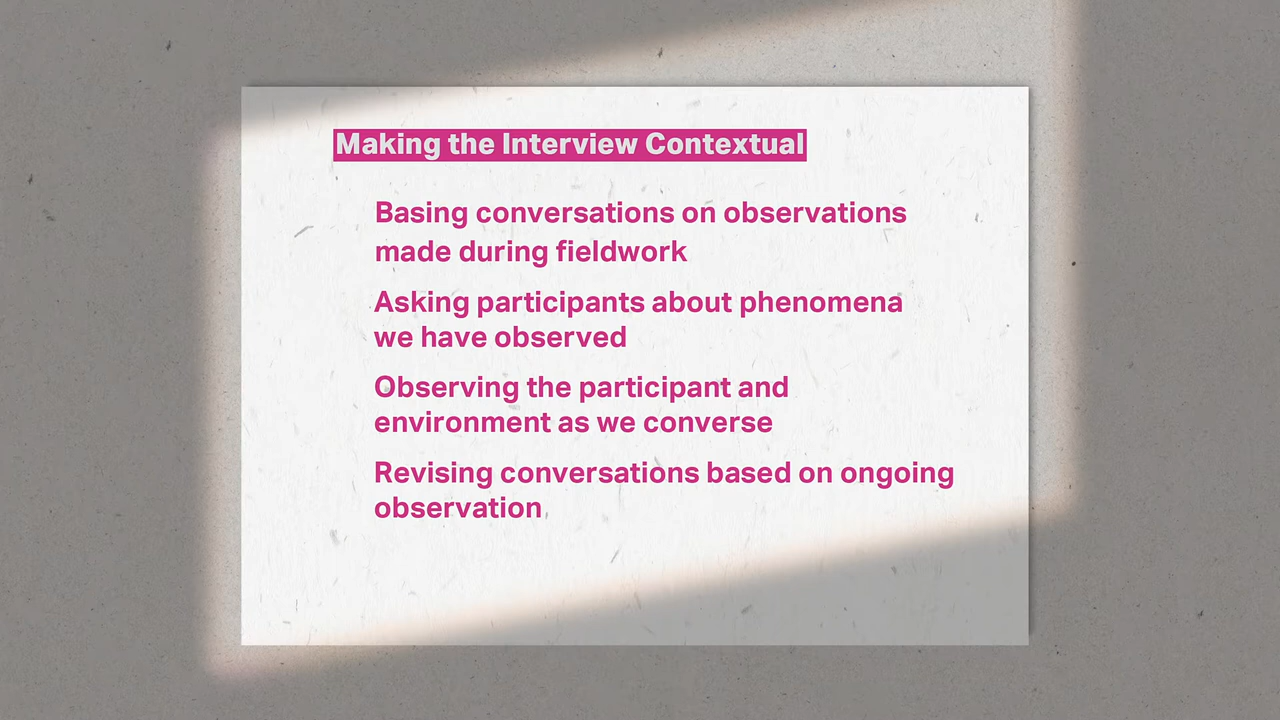 Making the Interview Contextual
Basing conversations on observations
made during fieldwork
Asking participants about phenomena
we have observed
Observing the participant and
environment as we converse
Revising conversations based on ongoing
observation